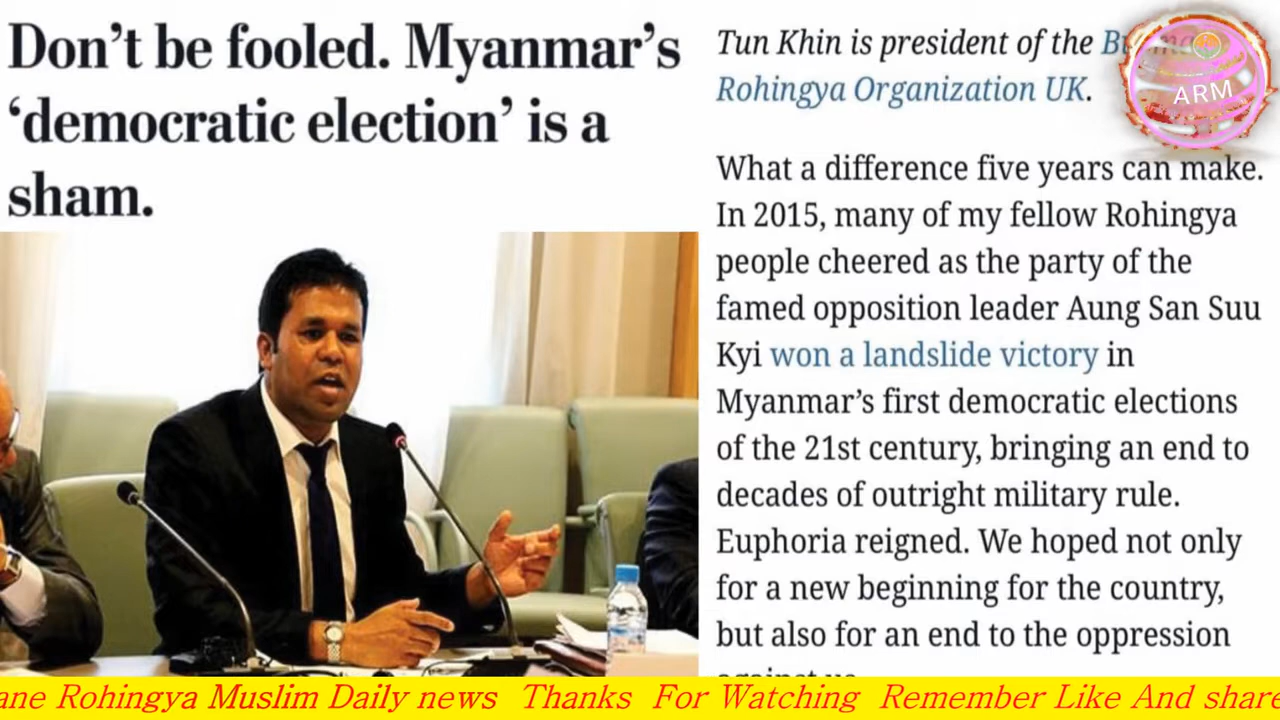 Don't be fooled. Myanmar's
‘democratic election’ is a
sham.
Tun Khin is president of the
Rohingya Organization UK.
ARM
What a difference five years can make.
In 2015, many of my fellow Rohingya
people cheered as the party of the
famed opposition leader Aung San Suu
Kyi won a landslide victory in
Myanmar’s first democratic elections
of the 21st century, bringing an end to
decades of outright military rule.
Euphoria reigned. We hoped not only
for a new beginning for the country,
but also for an end to the oppression
against us
ane Rohingya Muslim Daily news Thanks For Watching Remember Like And share